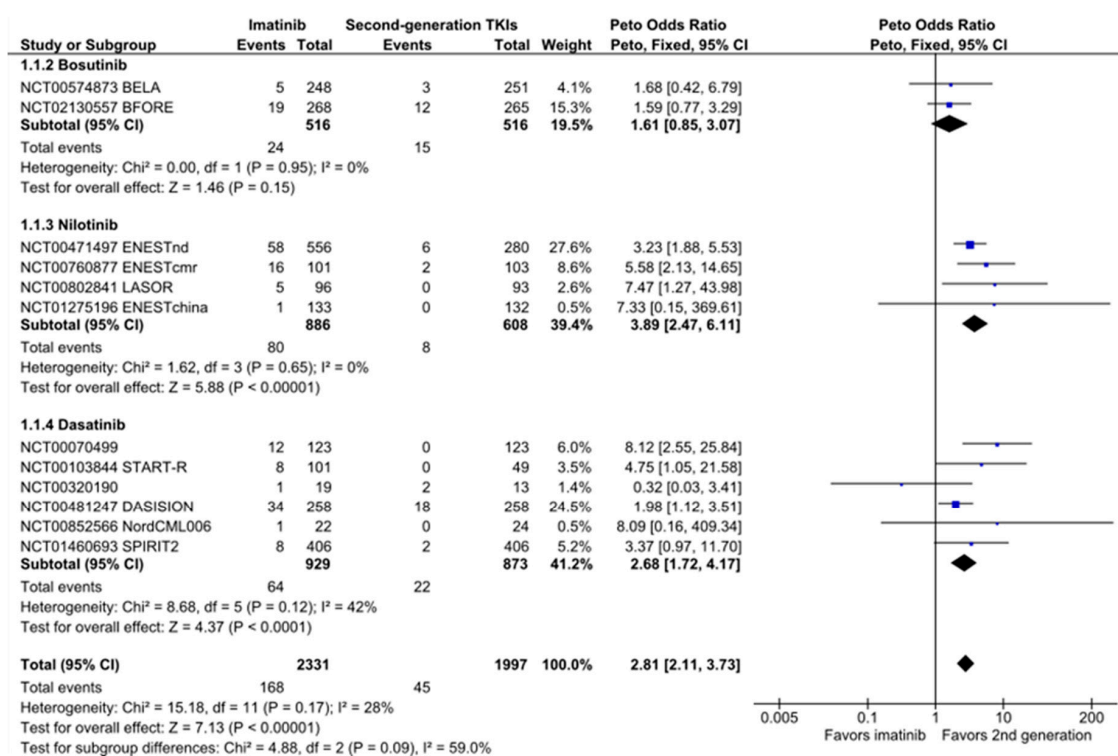 Imatinib Second-generation TKIs Peto Odds Ratio Peto Odds Ratio
Study or Subgroup Events Total Events Total Weight Peto, Fixed, 95% CI Peto, Fixed, 95% CI
1.1.2 Bosutinib
NCT00574873 BELA 5 248 3 251 4.1% 1.68 [0.42, 6.79]
NCT02130557 BFORE 19 268 12 265 15.3% 1.59 [0.77, 3.29]
Subtotal (95% CI) 516 516 19.5% 1.61 [0.85, 3.07]
Total events 24 15
Heterogeneity: Chi² = 0.00, df = 1 (P = 0.95); I² = 0%
Test for overall effect: Z = 1.46 (P = 0.15)
1.1.3 Nilotinib
NCT00471497 ENESTnd 58 556 6 280 27.6% 3.23 [1.88, 5.53]
NCT00760877 ENESTcmr 16 101 2 103 8.6% 5.58 [2.13, 14.65]
NCT00802841 LASOR 5 96 0 93 2.6% 7.47 [1.27, 43.98]
NCT01275196 ENESTchina 1 133 0 132 0.5% 7.33 [0.15, 369.61]
Subtotal (95% CI) 886 608 39.4% 3.89 [2.47, 6.11]
Total events 80 8
Heterogeneity: Chi² = 1.62, df = 3 (P = 0.65); I² = 0%
Test for overall effect: Z = 5.88 (P < 0.00001)
1.1.4 Dasatinib
NCT00070499 12 123 0 123 6.0% 8.12 [2.55, 25.84]
NCT00103844 START-R 8 101 0 49 3.5% 4.75 [1.05, 21.58]
NCT00320190 1 19 2 13 1.4% 0.32 [0.03, 3.41]
NCT00481247 DASISION 34 258 18 258 24.5% 1.98 [1.12, 3.51]
NCT00852566 NordCML006 1 22 0 24 0.5% 8.09 [0.16, 409.34]
NCT01460693 SPIRIT2 8 406 2 406 5.2% 3.37 [0.97, 11.70]
Subtotal (95% CI) 929 873 41.2% 2.68 [1.72, 4.17]
Total events 64 22
Heterogeneity: Chi² = 8.68, df = 5 (P = 0.12); I² = 42%
Test for overall effect: Z = 4.37 (P < 0.0001)
Total (95% CI) 2331 1997 100.0% 2.81 [2.11, 3.73]
Total events 168 45
Heterogeneity: Chi² = 15.18, df = 11 (P = 0.17); I² = 28%
Test for overall effect: Z = 7.13 (P < 0.00001)
Test for subgroup differences: Chi² = 4.88, df = 2 (P = 0.09), I² = 59.0%
0.005 0.1 1 10 200
Favors imatinib Favors 2nd generation